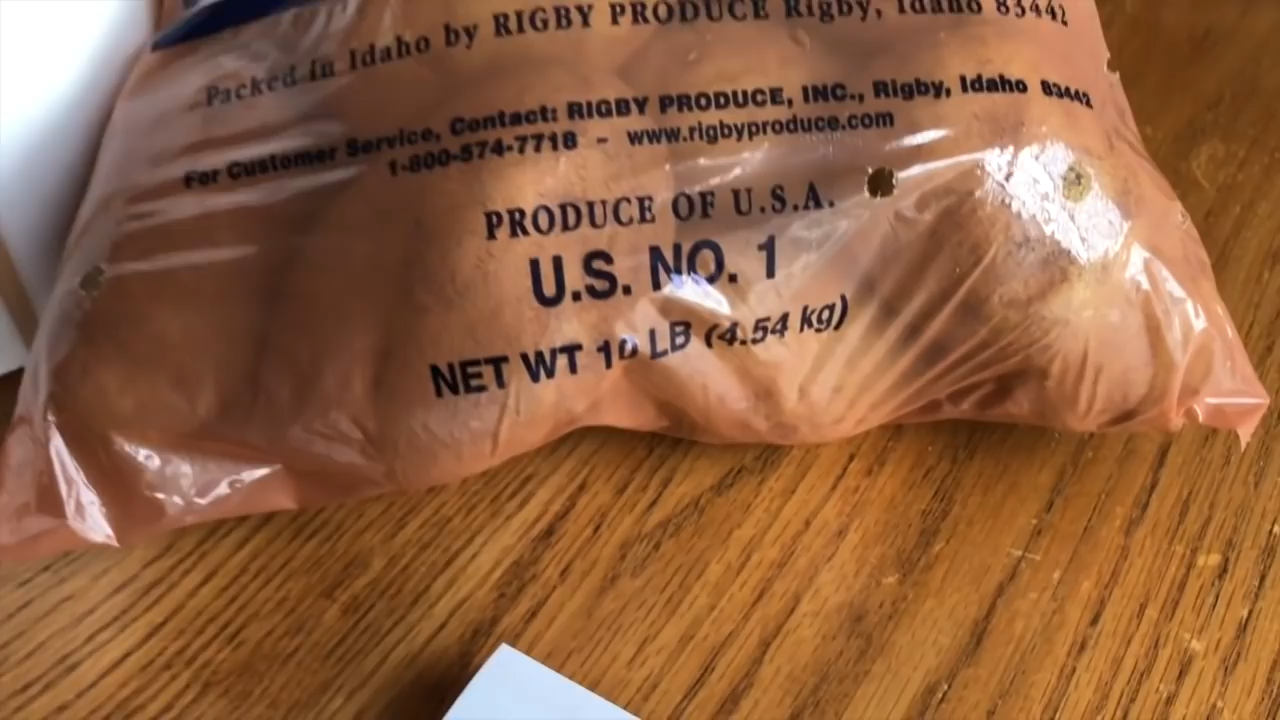 Packed in Idaho by RIGBY PRODUCE Rigby, Idaho 83442
For Customer Service, Contact: RIGBY PRODUCE, INC., Rigby, Idaho 83442
1-800-574-7718 - www.rigbyproduce.com
PRODUCE OF U.S.A.
U.S. NO. 1
NET WT 10 LB (4.54 kg)